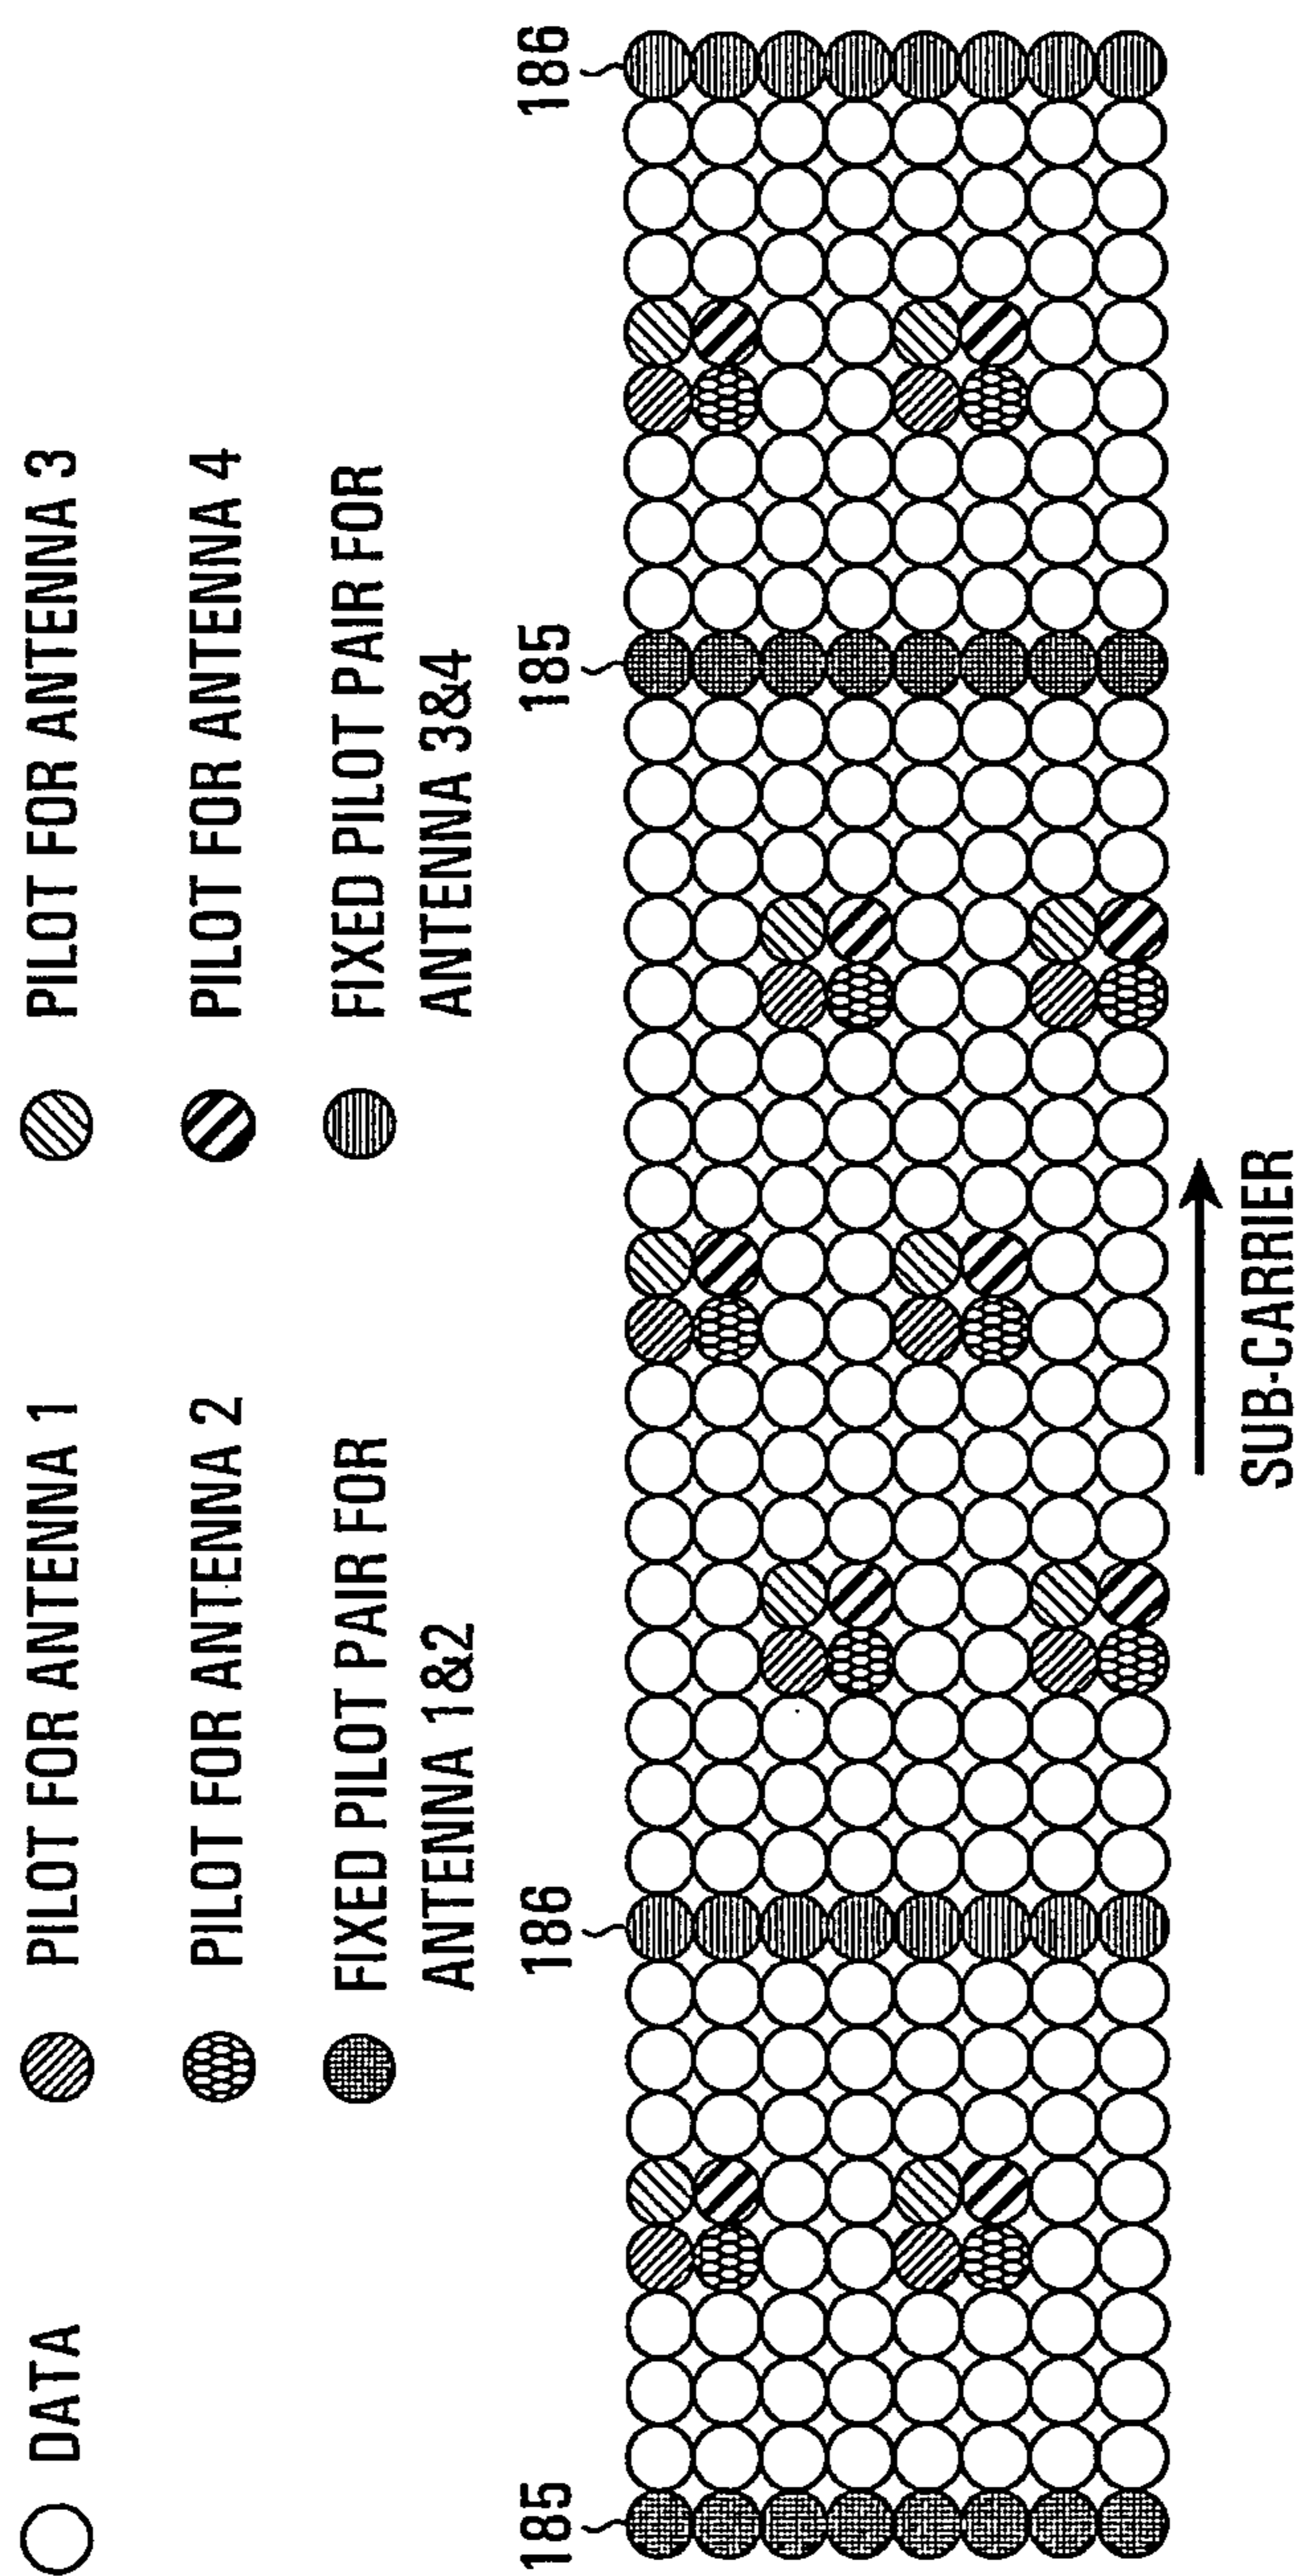 DATA
PILOT FOR ANTENNA 1
PILOT FOR ANTENNA 3
PILOT FOR ANTENNA 2
PILOT FOR ANTENNA 4
FIXED PILOT PAIR FOR
ANTENNA 1&2
FIXED PILOT PAIR FOR
ANTENNA 3&4
185
186
185
186
SUB-CARRIER